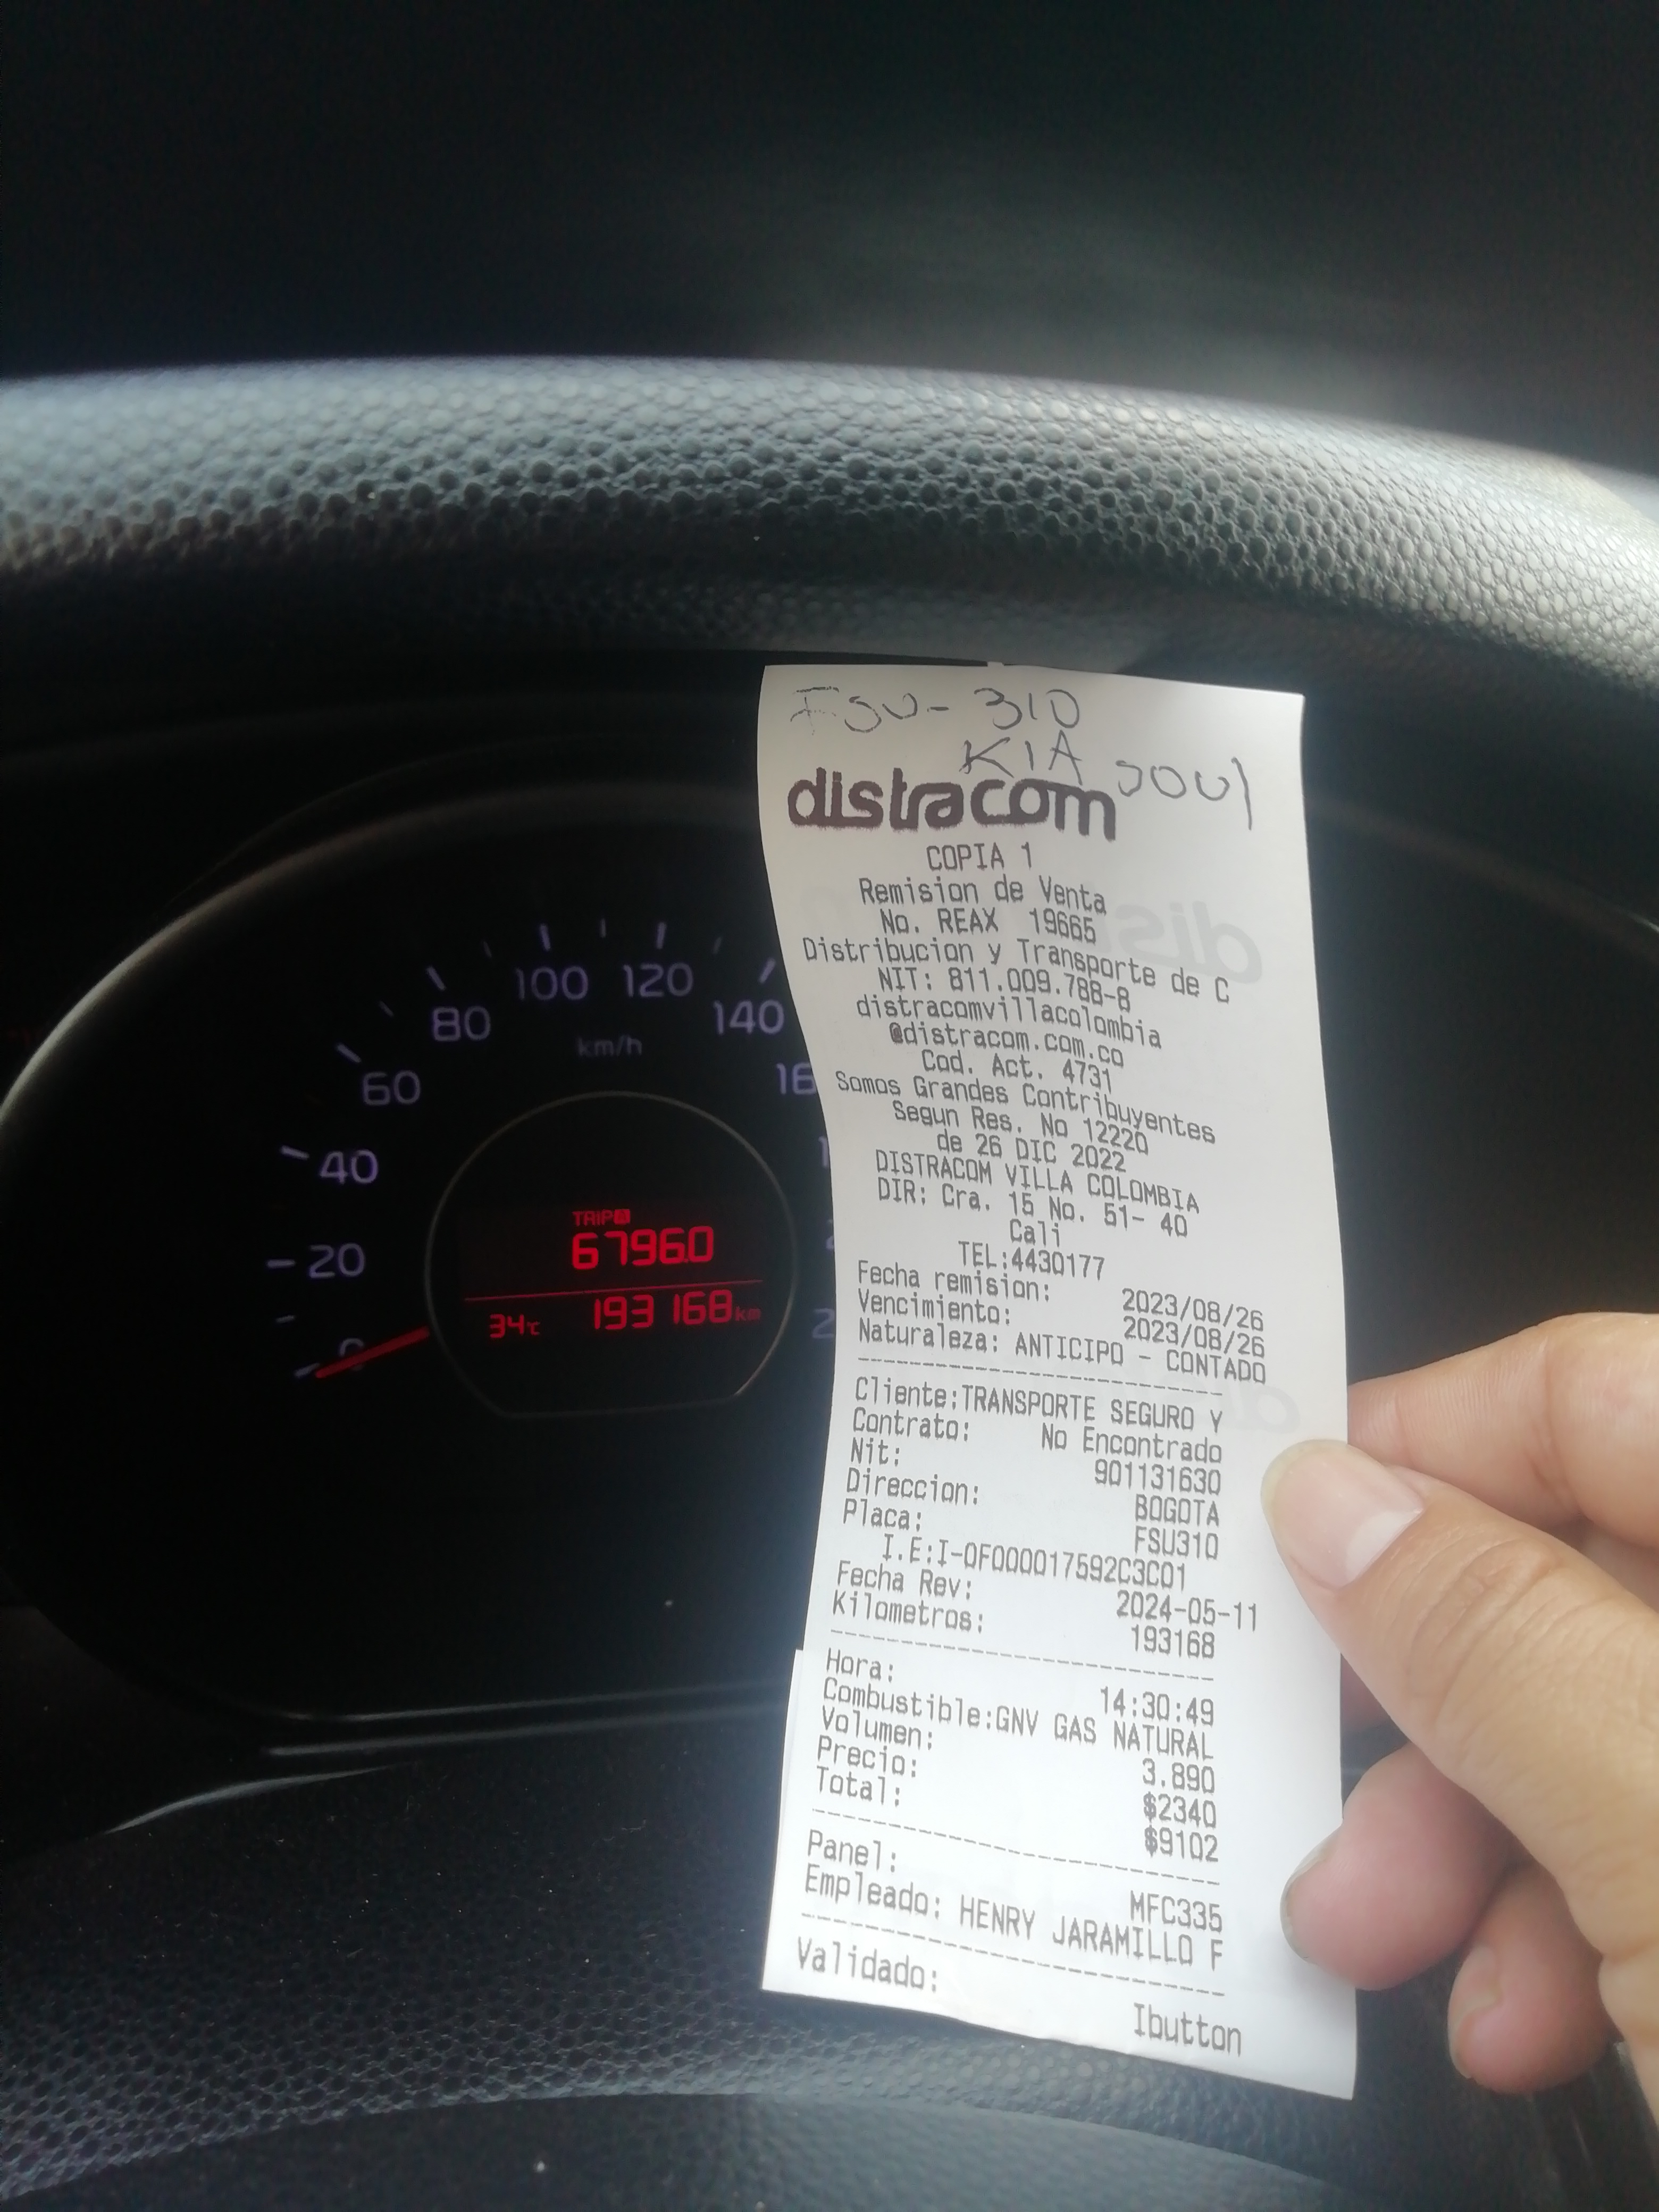 FSU-310
KIA SOUl
distracom
COPIA 1
Remision de Venta
No. REAX 19665
Distribucion y Transporte de C
NIT: 811.009.788-8
distracomvillacolombia
@distracom.com.co
Cod. Act. 4731
Somos Grandes Contribuyentes
Segun Res. No 12220
de 26 DIC 2022
DISTRACOM VILLA COLOMBIA
DIR: Cra. 15 No. 51- 40
Cali
TEL:4430177
Fecha remision: 2023/08/26
Vencimiento: 2023/08/26
Naturaleza: ANTICIPO - CONTADO
Cliente:TRANSPORTE SEGURO Y
Contrato: No Encontrado
Nit: 901131630
Direccion: BOGOTA
Placa: FSU310
I.E:I-0F000017592C3C01
Fecha Rev: 2024-05-11
Kilometros: 193168
Hora: 14:30:49
Combustible:GNV GAS NATURAL
Volumen: 3.890
Precio: $2340
Total: $9102
Panel: MFC335
Empleado: HENRY JARAMILLO F
Validado: Ibutton
0
20
40
60
80
100
120
140
km/h
TRIP A
6796.0
34°C 193168 km